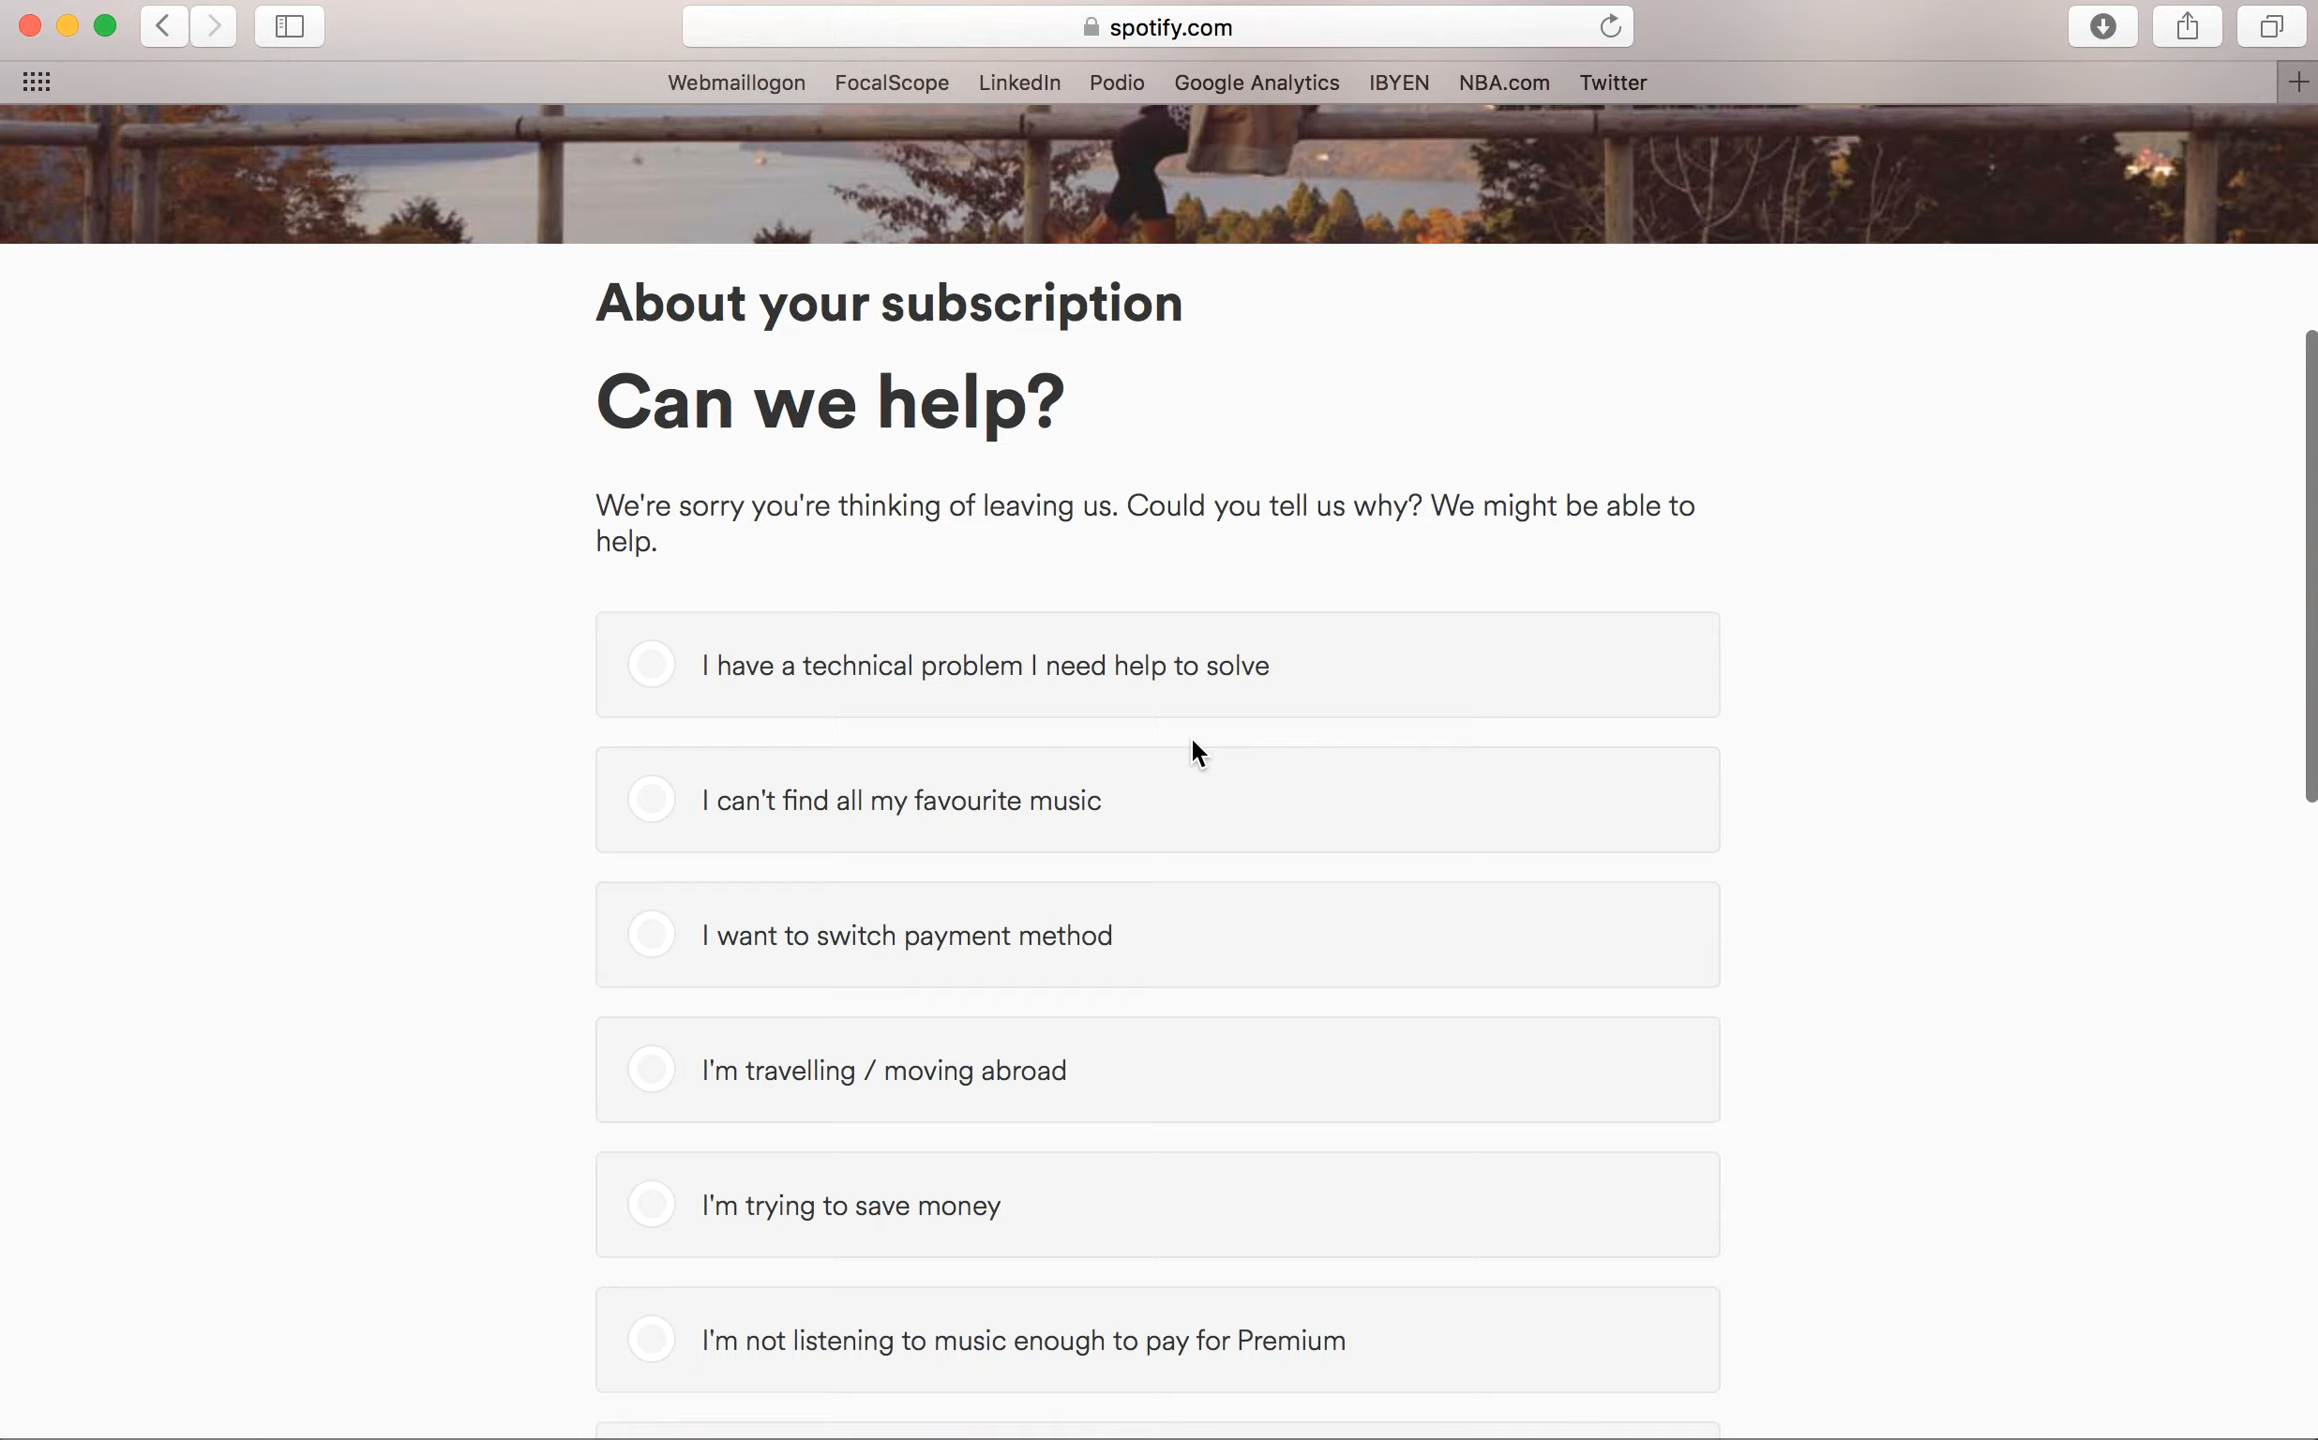 spotify.com
Webmaillogon FocalScope LinkedIn Podio Google Analytics IBYEN NBA.com Twitter
About your subscription
Can we help?
We're sorry you're thinking of leaving us. Could you tell us why? We might be able to
help.
I have a technical problem I need help to solve
I can't find all my favourite music
I want to switch payment method
I'm travelling / moving abroad
I'm trying to save money
I'm not listening to music enough to pay for Premium